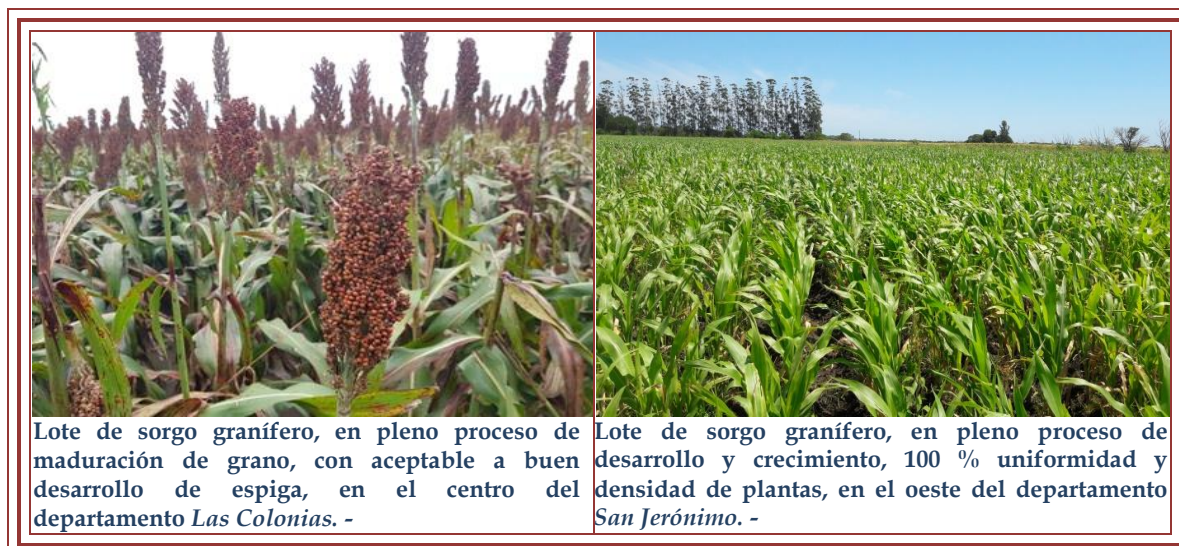 Lote de sorgo granífero, en pleno proceso de
maduración de grano, con aceptable a buen
desarrollo de espiga, en el centro del
departamento Las Colonias. -
Lote de sorgo granífero, en pleno proceso de
desarrollo y crecimiento, 100 % uniformidad y
densidad de plantas, en el oeste del departamento
San Jerónimo. -